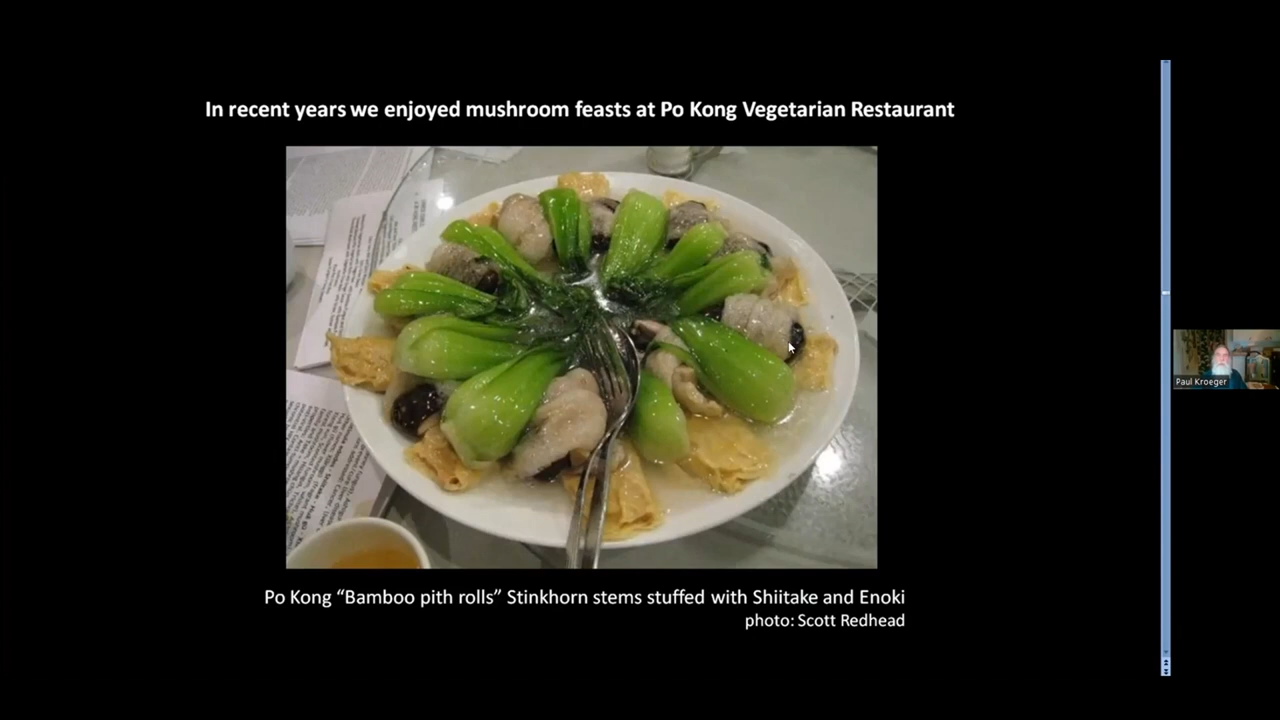 In recent years we enjoyed mushroom feasts at Po Kong Vegetarian Restaurant
Po Kong “Bamboo pith rolls” Stinkhorn stems stuffed with Shiitake and Enoki
photo: Scott Redhead
Paul Kroeger